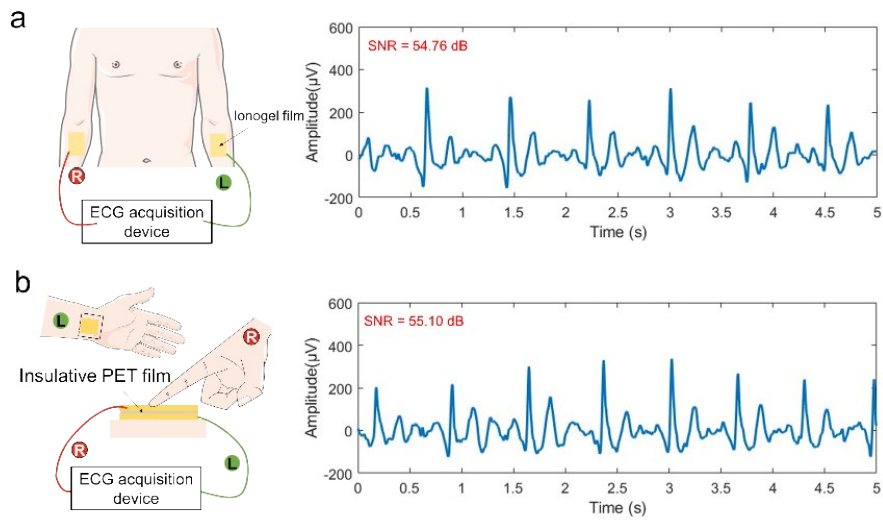 a
Ionogel film
R
L
ECG acquisition
device
SNR = 54.76 dB
Amplitude(μV)
600
400
200
0
-200
0 0.5 1 1.5 2 2.5 3 3.5 4 4.5 5
Time (s)
b
L
R
Insulative PET film
R
L
ECG acquisition
device
SNR = 55.10 dB
Amplitude(μV)
600
400
200
0
-200
0 0.5 1 1.5 2 2.5 3 3.5 4 4.5 5
Time (s)